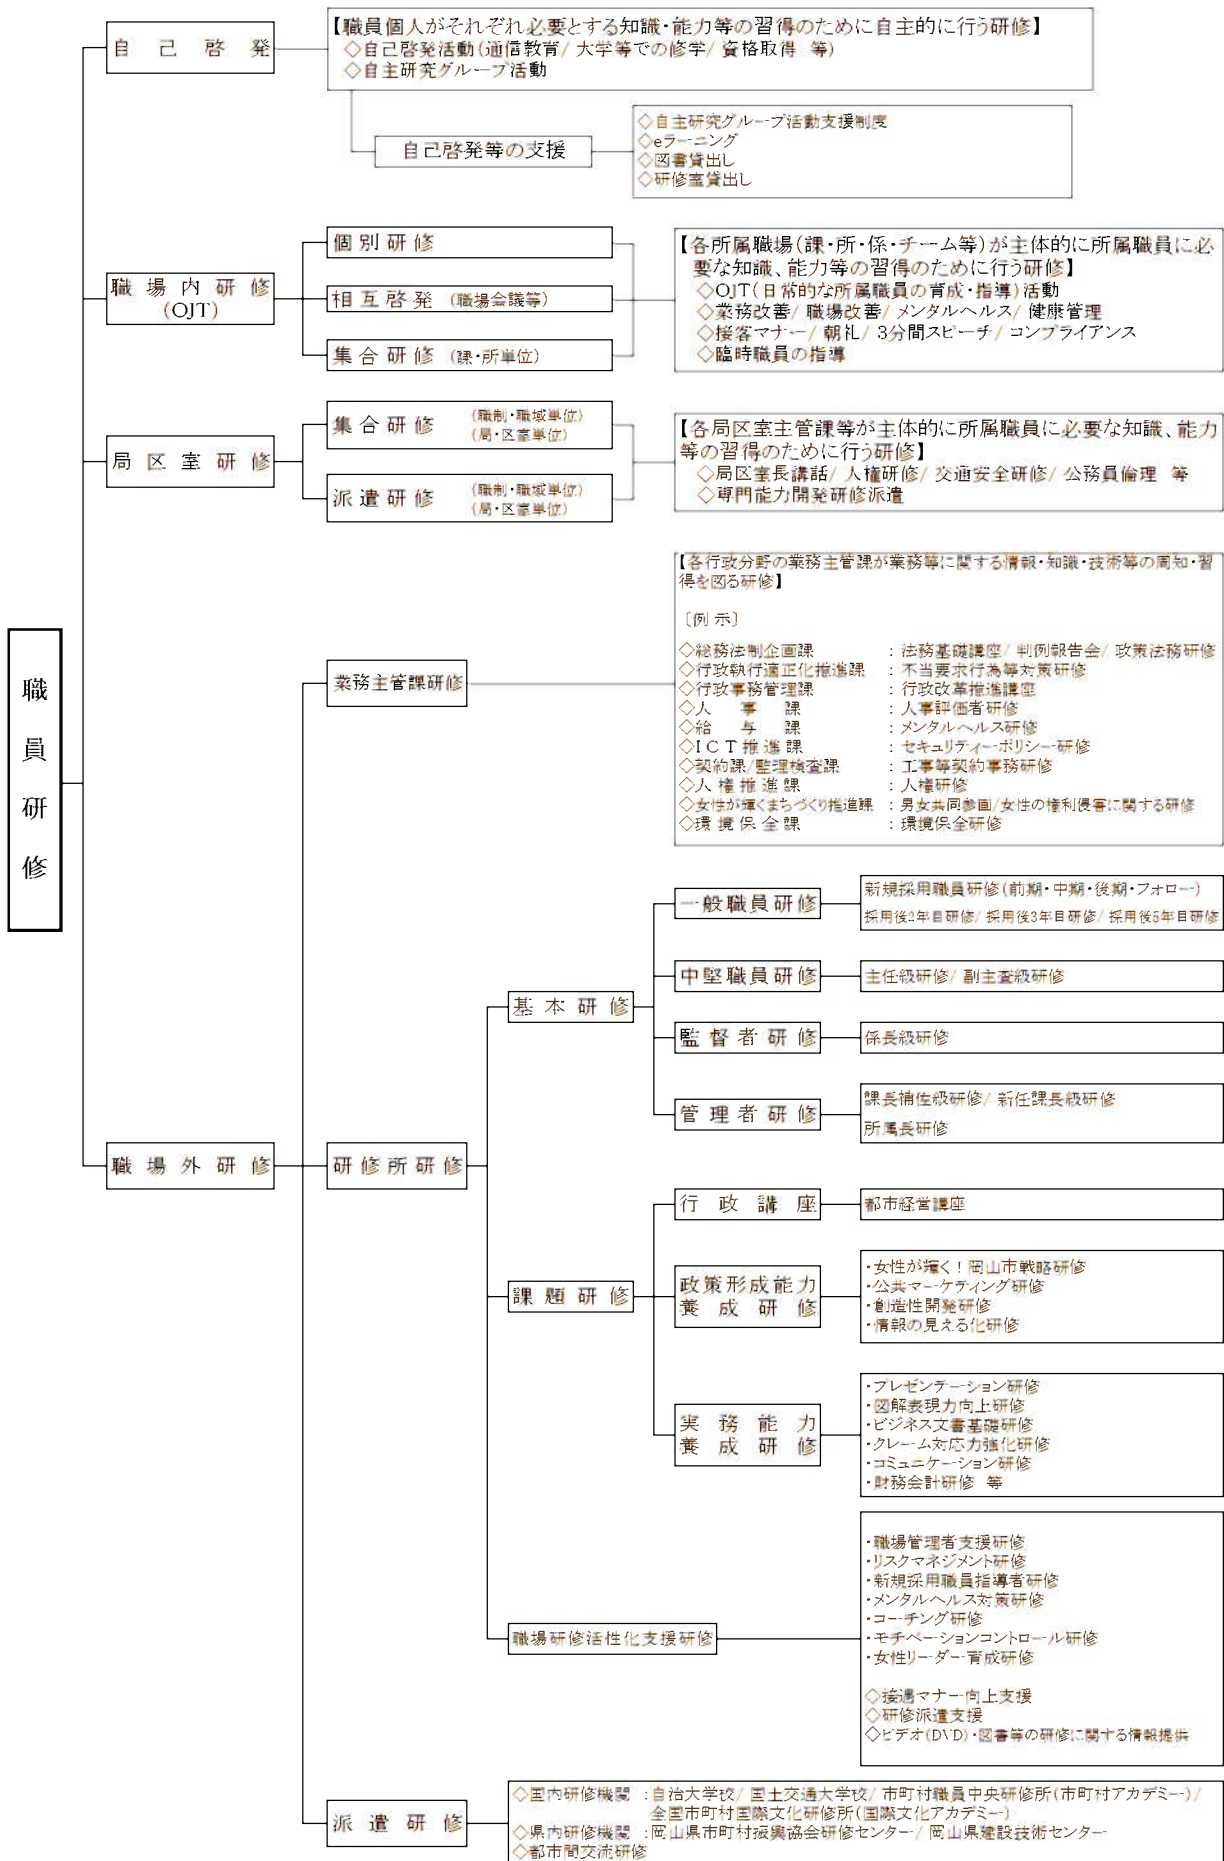 職員研修
自己啓発
【職員個人がそれぞれ必要とする知識・能力等の習得のために自主的に行う研修】
◇自己啓発活動(通信教育/ 大学等での修学/ 資格取得 等)
◇自主研究グループ活動
自己啓発等の支援
◇自主研究グループ活動支援制度
◇eラーニング
◇図書貸出し
◇研修室貸出し
職場内研修
(OJT)
個別研修
相互啓発 (職場会議等)
集合研修 (課・所単位)
【各所属職場(課・所・係・チーム等)が主体的に所属職員に必
要な知識、能力等の習得のために行う研修】
◇OJT(日常的な所属職員の育成・指導)活動
◇業務改善/ 職場改善/ メンタルヘルス/ 健康管理
◇接客マナー/ 朝礼/ 3分間スピーチ/ コンプライアンス
◇臨時職員の指導
局区室研修
集合研修 (職制・職域単位)
(局・区室単位)
派遣研修 (職制・職域単位)
(局・区室単位)
【各局区室主管課等が主体的に所属職員に必要な知識、能力
等の習得のために行う研修】
◇局区室長講話/ 人権研修/ 交通安全研修/ 公務員倫理 等
◇専門能力開発研修派遣
職場外研修
業務主管課研修
【各行政分野の業務主管課が業務等に関する情報・知識・技術等の周知・習
得を図る研修】
〔例示〕
◇総務法制企画課 : 法務基礎講座/ 判例報告会/ 政策法務研修
◇行政執行適正化推進課 : 不当要求行為等対策研修
◇行政事務管理課 : 行政改革推進講座
◇人事課 : 人事評価者研修
◇給与課 : メンタルヘルス研修
◇ICT推進課 : セキュリティーポリシー研修
◇契約課/監理検査課 : 工事等契約事務研修
◇人権推進課 : 人権研修
◇女性が輝くまちづくり推進課 : 男女共同参画/女性の権利侵害に関する研修
◇環境保全課 : 環境保全研修
研修所研修
基本研修
一般職員研修
新規採用職員研修(前期・中期・後期・フォロー)
採用後2年目研修/ 採用後3年目研修/ 採用後5年目研修
中堅職員研修
主任級研修/ 副主査級研修
監督者研修
係長級研修
管理者研修
課長補佐級研修/ 新任課長級研修
所属長研修
課題研修
行政講座
都市経営講座
政策形成能力
養成研修
・女性が輝く！岡山市戦略研修
・公共マーケティング研修
・創造性開発研修
・情報の見える化研修
実務能力
養成研修
・プレゼンテーション研修
・図解表現力向上研修
・ビジネス文書基礎研修
・クレーム対応力強化研修
・コミュニケーション研修
・財務会計研修 等
職場研修活性化支援研修
・職場管理者支援研修
・リスクマネジメント研修
・新規採用職員指導者研修
・メンタルヘルス対策研修
・コーチング研修
・モチベーションコントロール研修
・女性リーダー育成研修
◇接遇マナー向上支援
◇研修派遣支援
◇ビデオ(DVD)・図書等の研修に関する情報提供
派遣研修
◇国内研修機関 :自治大学校/ 国土交通大学校/ 市町村職員中央研修所(市町村アカデミー)/
全国市町村国際文化研修所(国際文化アカデミー)
◇県内研修機関 :岡山県市町村振興協会研修センター/ 岡山県建設技術センター
◇都市間交流研修